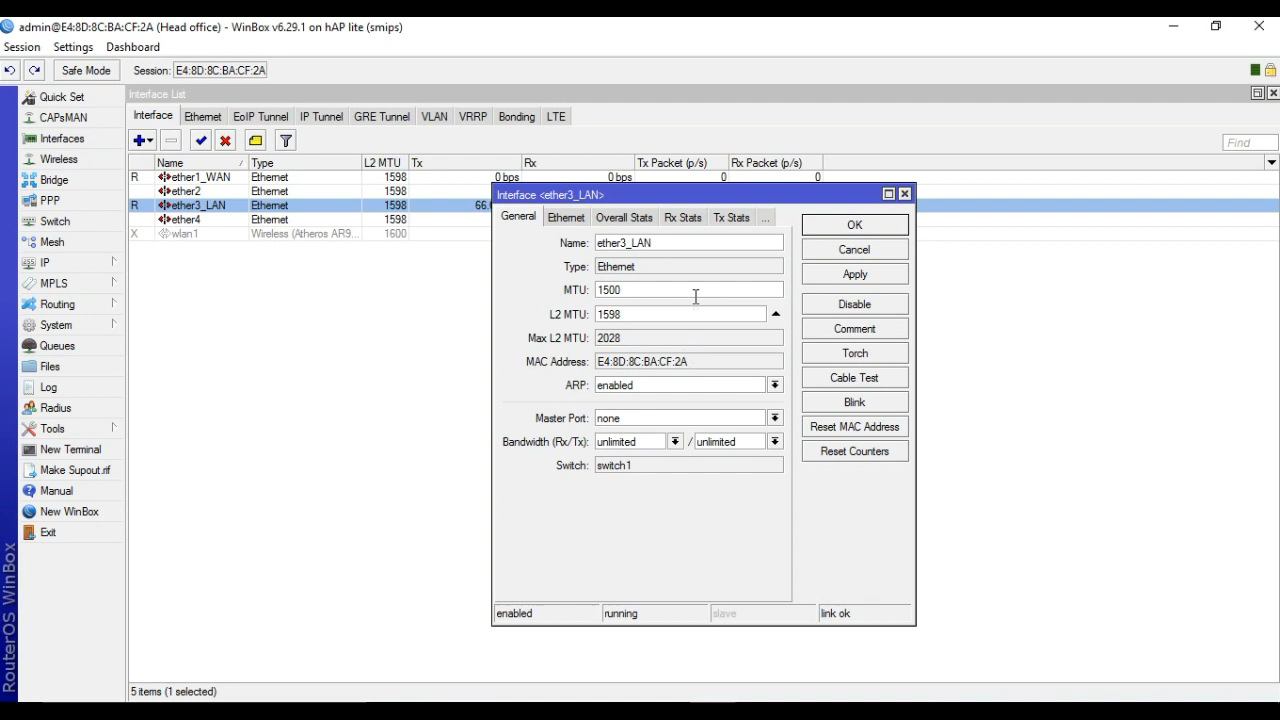 admin@E4:8D:8C:BA:CF:2A (Head office) - WinBox v6.29.1 on hAP lite (smips)
Session Settings Dashboard
Safe Mode Session: E4:8D:8C:BA:CF:2A
Quick Set
CAPsMAN
Interfaces
Wireless
Bridge
PPP
Switch
Mesh
IP
MPLS
Routing
System
Queues
Files
Log
Radius
Tools
New Terminal
Make Supout.rif
Manual
New WinBox
Exit
RouterOS WinBox
Interface List
Interface Ethernet EoIP Tunnel IP Tunnel GRE Tunnel VLAN VRRP Bonding LTE
Find
Name Type L2 MTU Tx Rx Tx Packet (p/s) Rx Packet (p/s)
R ether1_WAN Ethernet 1598 0 bps 0 bps 0 0
ether2 Ethernet 1598
R ether3_LAN Ethernet 1598
ether4 Ethernet 1598
X wlan1 Wireless (Atheros AR9... 1600
Interface <ether3_LAN>
General Ethernet Overall Stats Rx Stats Tx Stats ...
Name: ether3_LAN
Type: Ethernet
MTU: 1500
L2 MTU: 1598
Max L2 MTU: 2028
MAC Address: E4:8D:8C:BA:CF:2A
ARP: enabled
Master Port: none
Bandwidth (Rx/Tx): unlimited / unlimited
Switch: switch1
OK
Cancel
Apply
Disable
Comment
Torch
Cable Test
Blink
Reset MAC Address
Reset Counters
enabled running slave link ok
5 items (1 selected)